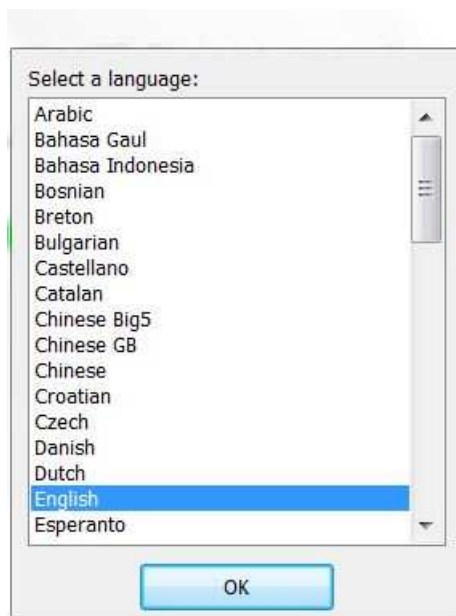 Select a language:
Arabic
Bahasa Gaul
Bahasa Indonesia
Bosnian
Breton
Bulgarian
Castellano
Catalan
Chinese Big5
Chinese GB
Chinese
Croatian
Czech
Danish
Dutch
English
Esperanto
OK